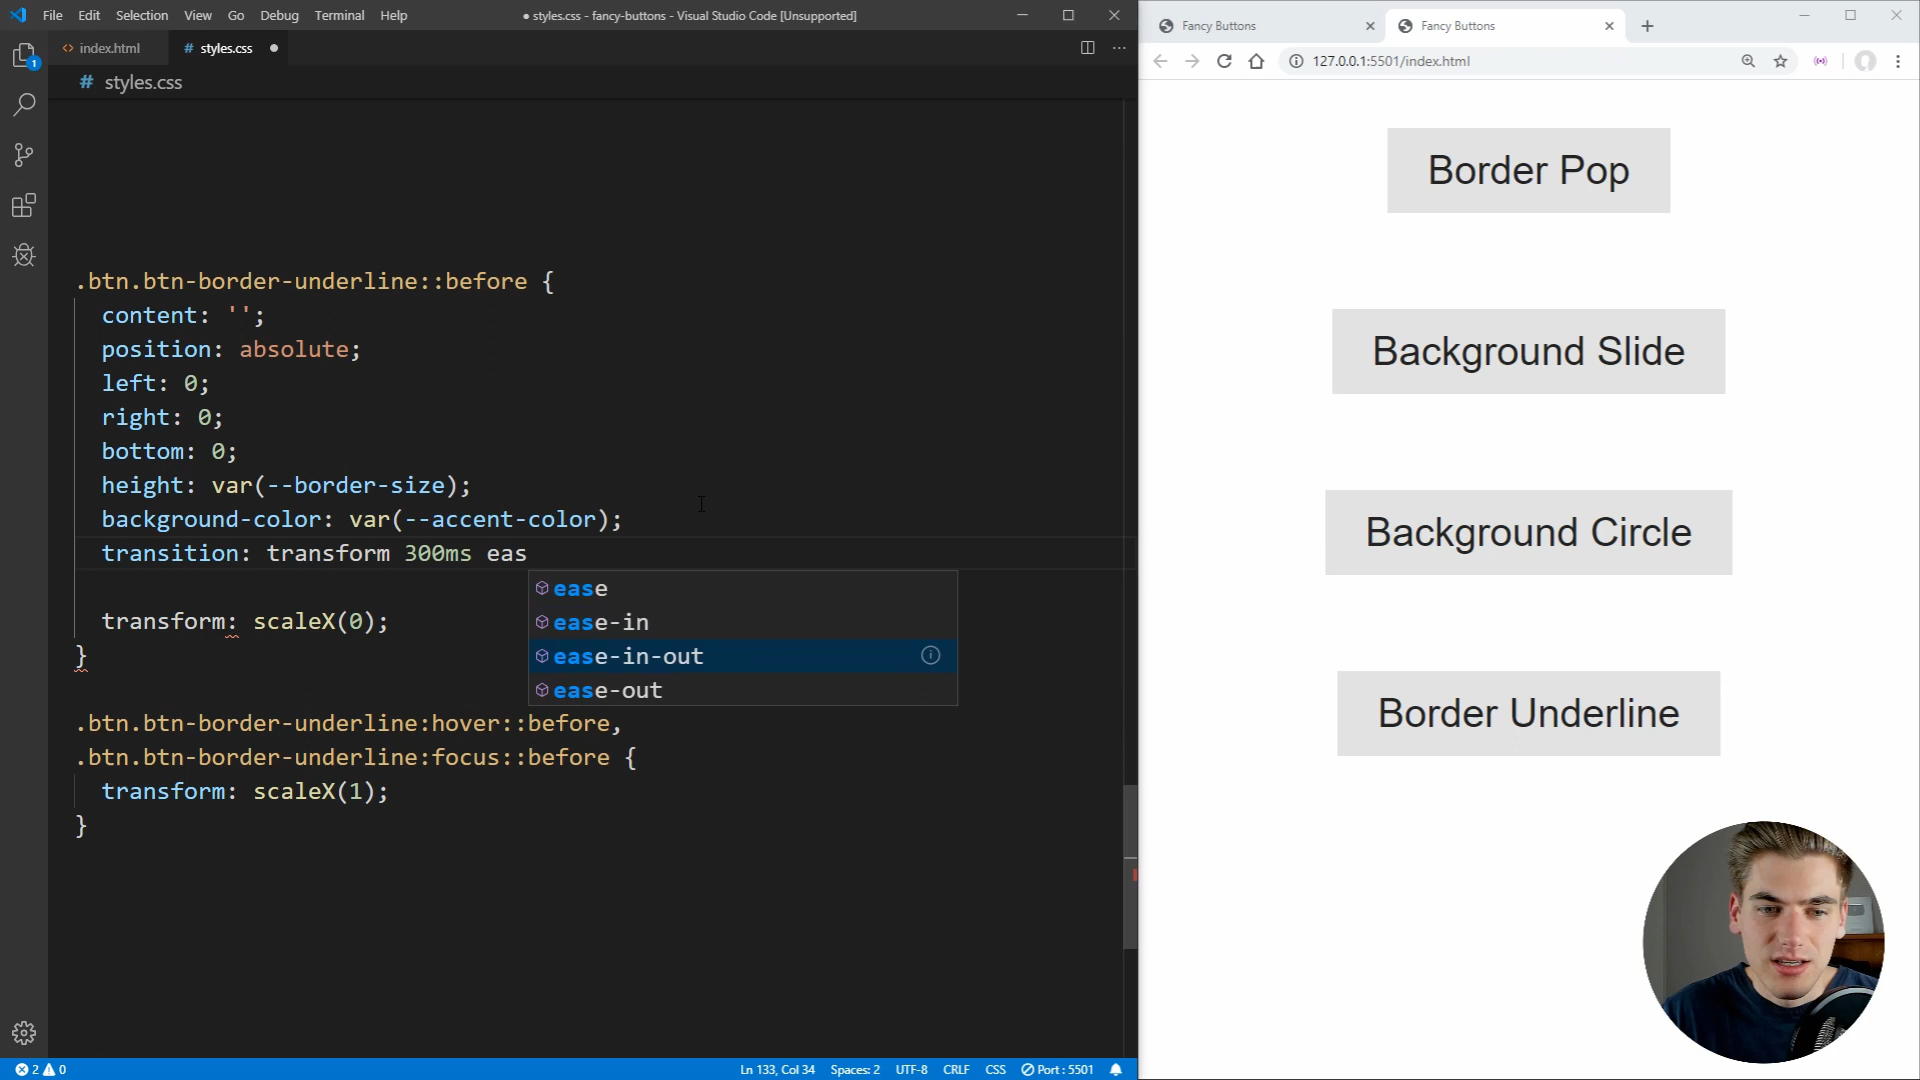 File Edit Selection View Go Debug Terminal Help
● styles.css - fancy-buttons - Visual Studio Code [Unsupported]
<> index.html
# styles.css ●
# styles.css
1
.btn.btn-border-underline::before {
content: '';
position: absolute;
left: 0;
right: 0;
bottom: 0;
height: var(--border-size);
background-color: var(--accent-color);
transition: transform 300ms eas
ease
ease-in
ease-in-out
ease-out
transform: scaleX(0);
}
.btn.btn-border-underline:hover::before,
.btn.btn-border-underline:focus::before {
transform: scaleX(1);
}
2 0
Ln 133, Col 34 Spaces: 2 UTF-8 CRLF CSS Port : 5501
Fancy Buttons
Fancy Buttons
127.0.0.1:5501/index.html
Border Pop
Background Slide
Background Circle
Border Underline